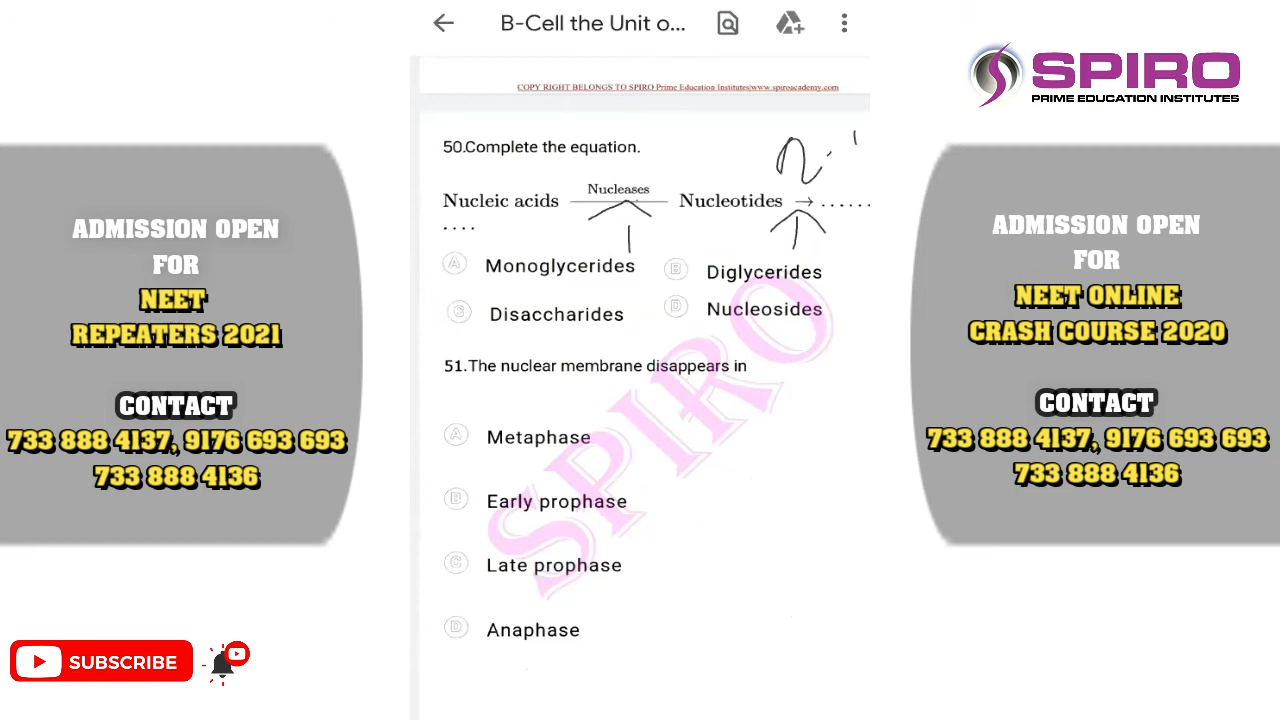 B-Cell the Unit o...
SPIRO
PRIME EDUCATION INSTITUTES
COPY RIGHT BELONGS TO SPIRO Prime Education Institutes|www.spiroacademy.com
50.Complete the equation.
Nucleases
Nucleic acids Nucleotides → ......
....
A Monoglycerides B Diglycerides
C Disaccharides D Nucleosides
51.The nuclear membrane disappears in
A Metaphase
B Early prophase
C Late prophase
D Anaphase
SPIRO
ADMISSION OPEN
FOR
NEET
REPEATERS 2021
CONTACT
733 888 4137, 9176 693 693
733 888 4136
ADMISSION OPEN
FOR
NEET ONLINE
CRASH COURSE 2020
CONTACT
733 888 4137, 9176 693 693
733 888 4136
SUBSCRIBE